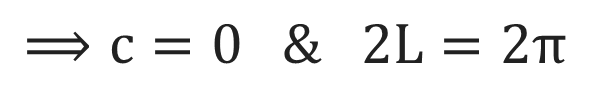 ⟹ c = 0 & 2L = 2π